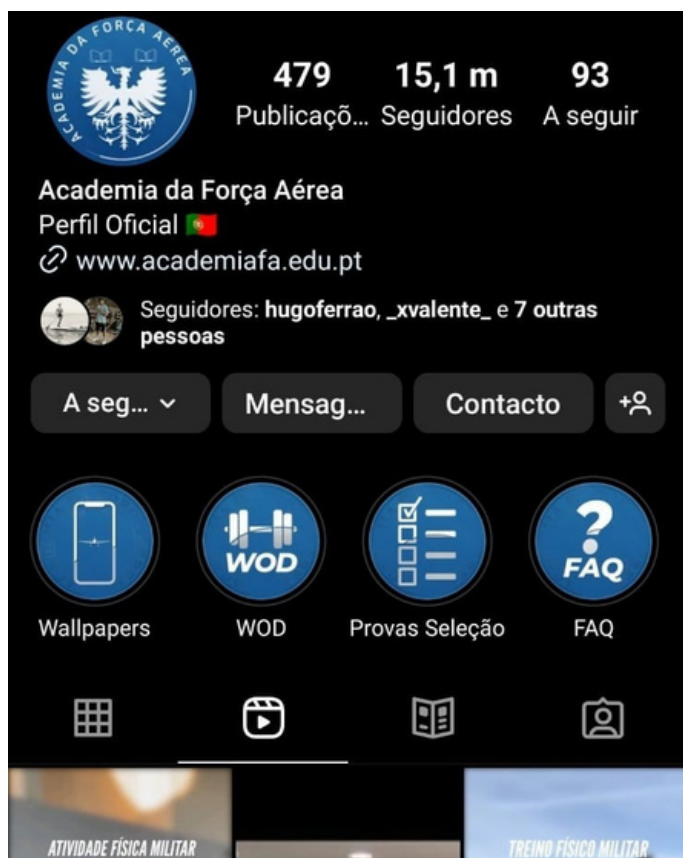 ACADEMIA DA FORÇA AEREA
479 15,1 m 93
Publicaçõ... Seguidores A seguir
Academia da Força Aérea
Perfil Oficial 🇵🇹
www.academiafa.edu.pt
Seguidores: hugoferrao, _xvalente_ e 7 outras
pessoas
A seg... Mensag... Contacto
WOD
?
FAQ
Wallpapers WOD Provas Seleção FAQ
ATIVIDADE FÍSICA MILITAR TREINO FÍSICO MILITAR